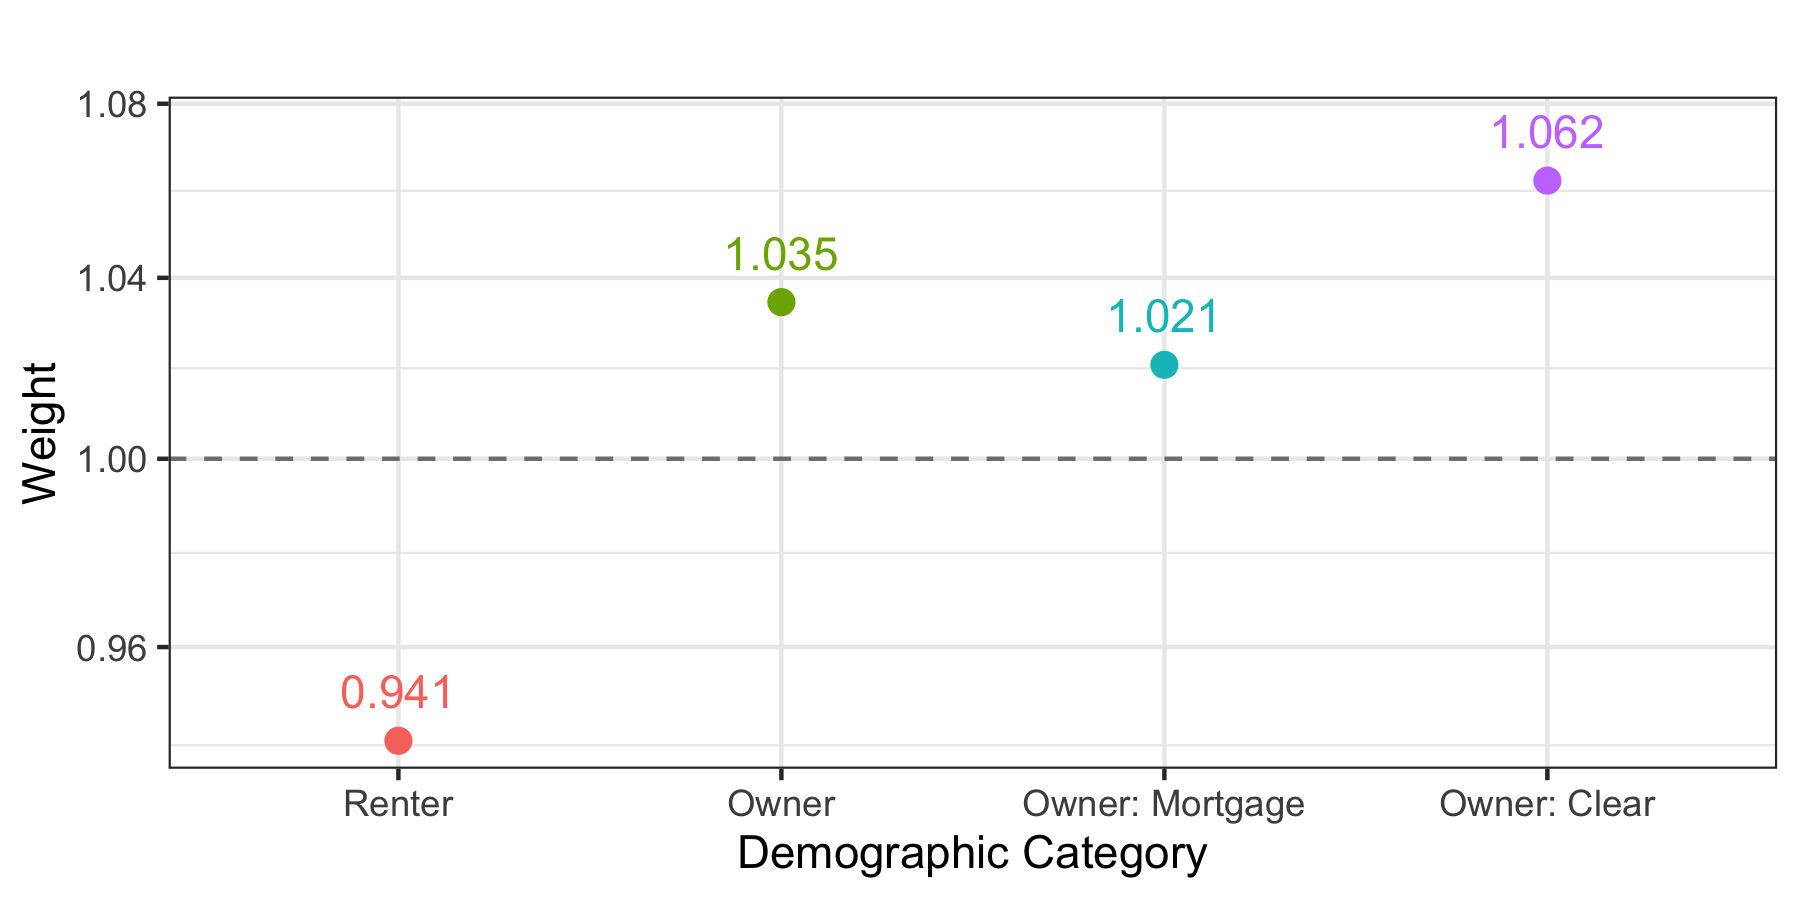 1.08
1.062
1.035
1.04
1.021
Weight
1.00
0.96
0.941
Renter
Owner
Owner: Mortgage
Owner: Clear
Demographic Category